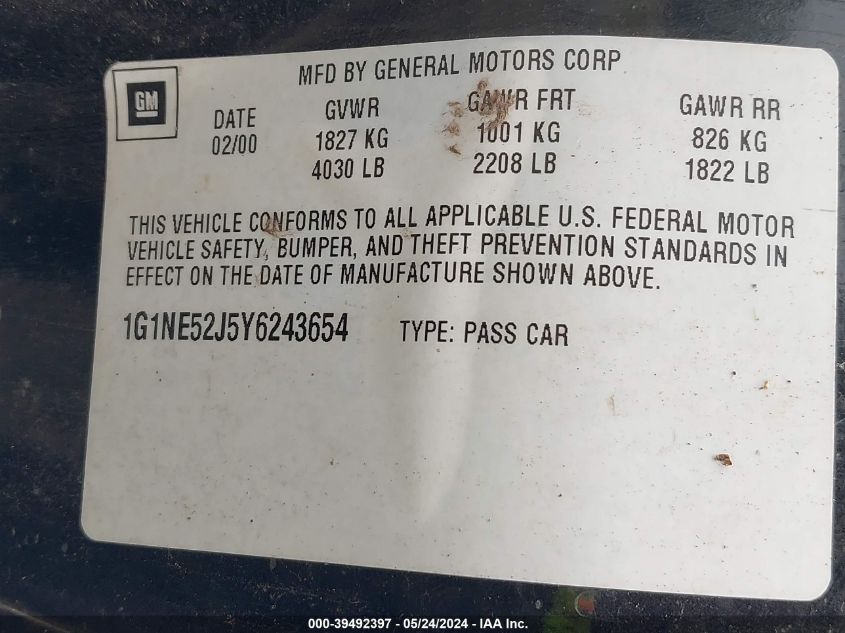 MFD BY GENERAL MOTORS CORP
GM
DATE GVWR GAWR FRT GAWR RR
02/00 1827 KG 1001 KG 826 KG
4030 LB 2208 LB 1822 LB
THIS VEHICLE CONFORMS TO ALL APPLICABLE U.S. FEDERAL MOTOR
VEHICLE SAFETY, BUMPER, AND THEFT PREVENTION STANDARDS IN
EFFECT ON THE DATE OF MANUFACTURE SHOWN ABOVE.
1G1NE52J5Y6243654 TYPE: PASS CAR
000-39492397 - 05/24/2024 - IAA Inc.